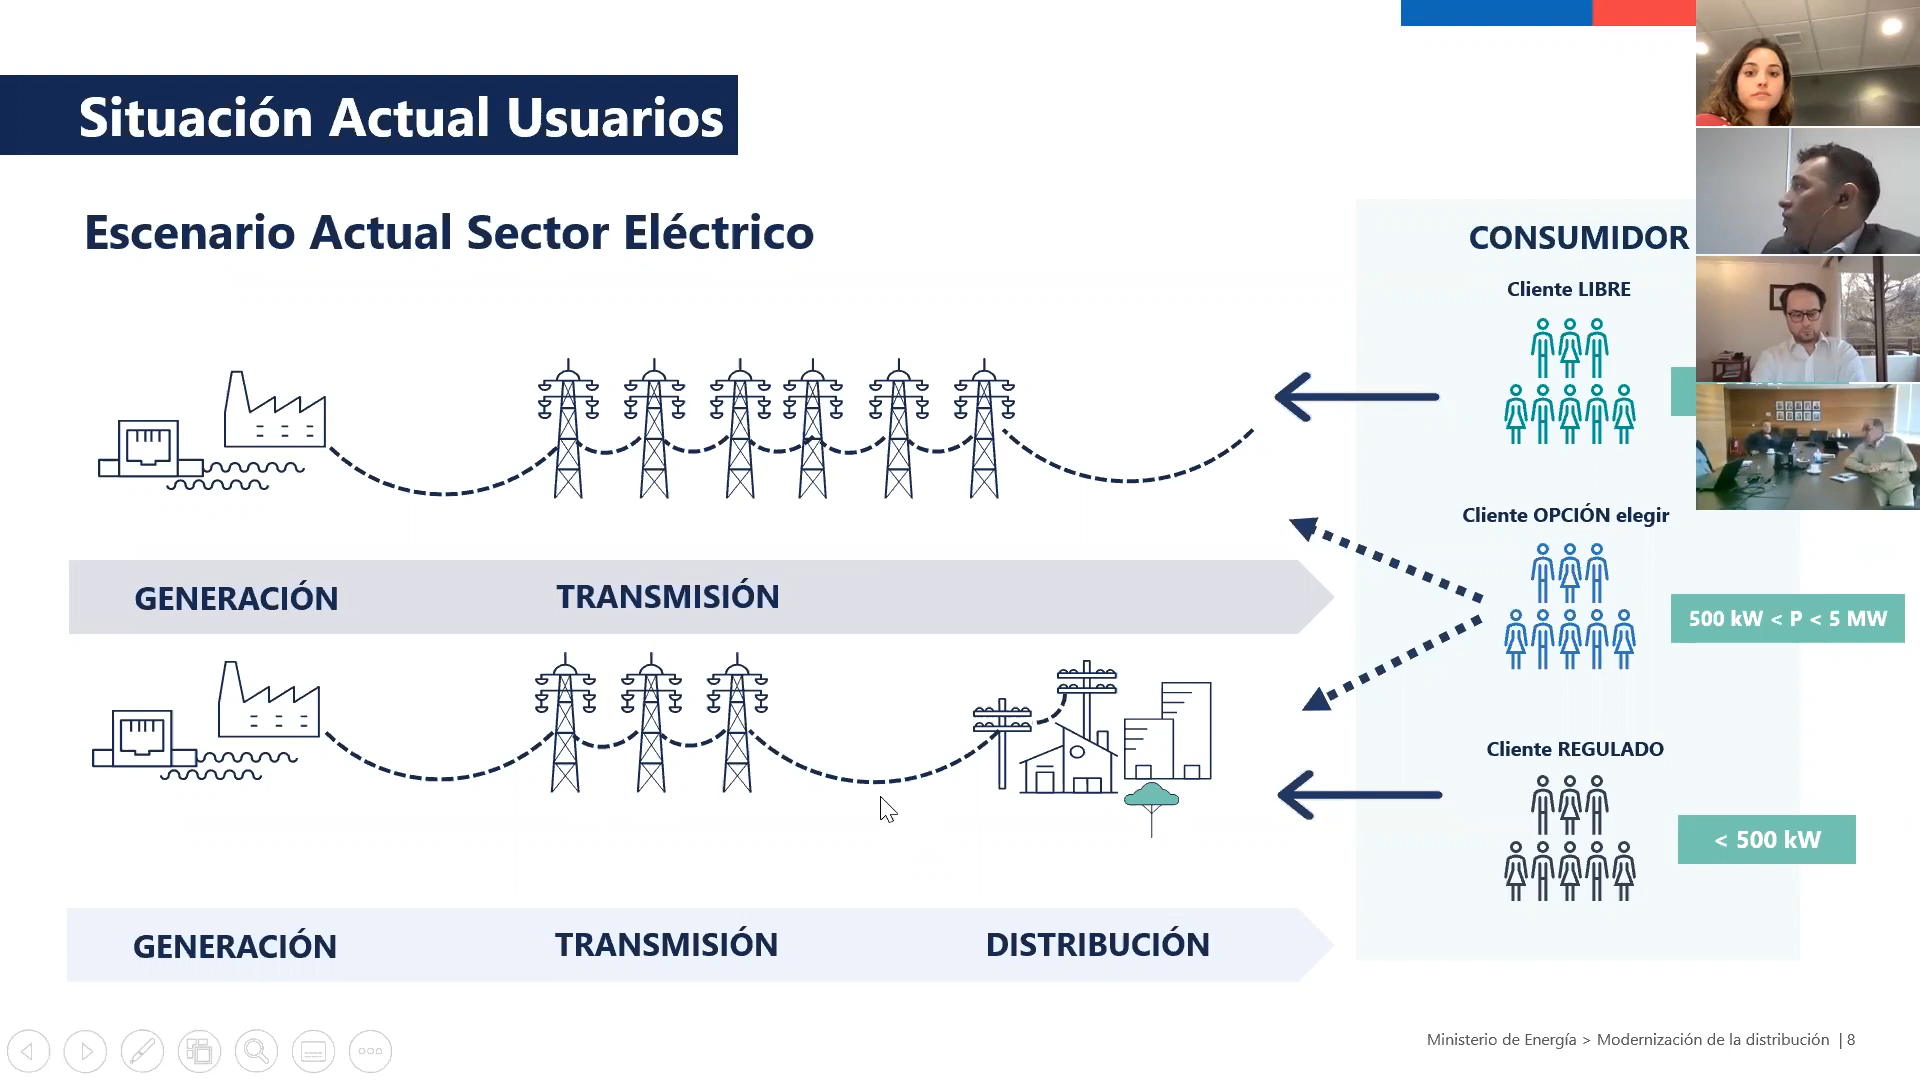 Situación Actual Usuarios
Escenario Actual Sector Eléctrico
CONSUMIDOR
Cliente LIBRE
Cliente OPCIÓN elegir
500 kW < P < 5 MW
GENERACIÓN
TRANSMISIÓN
Cliente REGULADO
< 500 kW
GENERACIÓN
TRANSMISIÓN
DISTRIBUCIÓN
Ministerio de Energía > Modernización de la distribución | 8